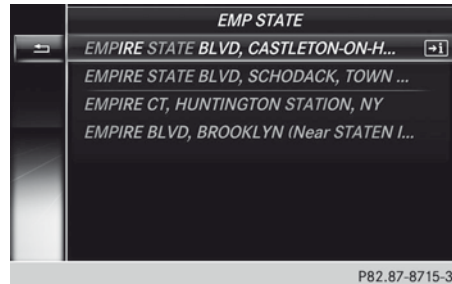 EMP STATE
EMPIRE STATE BLVD, CASTLETON-ON-H...
EMPIRE STATE BLVD, SCHODACK, TOWN ...
EMPIRE CT, HUNTINGTON STATION, NY
EMPIRE BLVD, BROOKLYN (Near STATEN I...
P82.87-8715-3